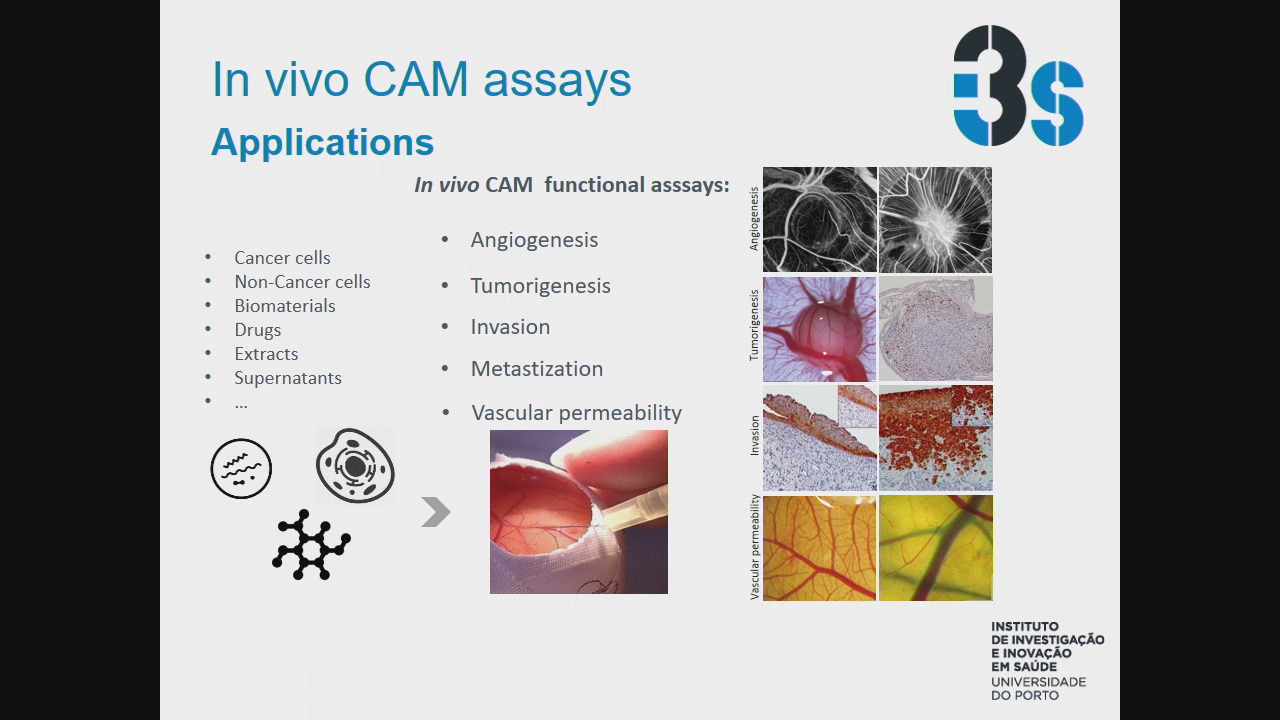 In vivo CAM assays
Applications
In vivo CAM functional asssays:
• Cancer cells
• Non-Cancer cells
• Biomaterials
• Drugs
• Extracts
• Supernatants
• ...
• Angiogenesis
• Tumorigenesis
• Invasion
• Metastization
• Vascular permeability
Angiogenesis
Tumorigenesis
Invasion
Vascular permeability
3s
INSTITUTO
DE INVESTIGAÇÃO
E INOVAÇÃO
EM SAÚDE
UNIVERSIDADE
DO PORTO